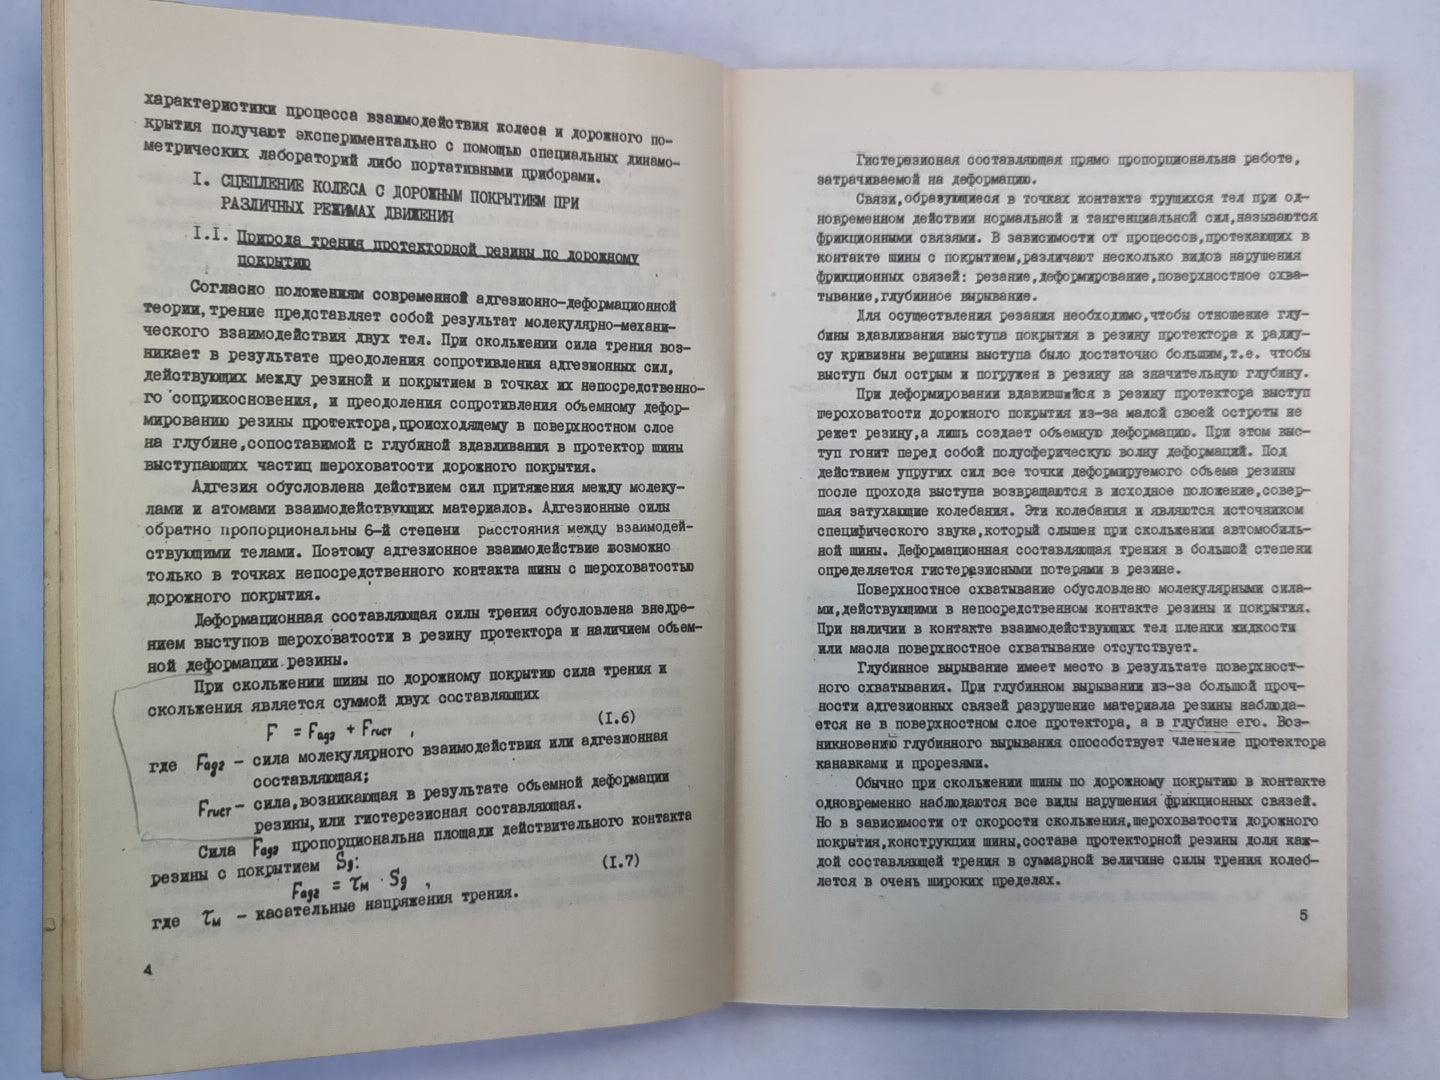 характеристики процесса взаимодействия колеса и дорожного по-
крытия получают экспериментально с помощью специальных динамо-
метрических лабораторий либо портативными приборами.
I. СЦЕПЛЕНИЕ КОЛЕСА С ДОРОЖНЫМ ПОКРЫТИЕМ ПРИ
РАЗЛИЧНЫХ РЕЖИМАХ ДВИЖЕНИЯ
I.I. Природа трения протекторной резины по дорожному
покрытию
Согласно положениям современной адгезионно-деформационной
теории, трение представляет собой результат молекулярно-механи-
ческого взаимодействия двух тел. При скольжении сила трения воз-
никает в результате преодоления сопротивления адгезионных сил,
действующих между резиной и покрытием в точках их непосредственно-
го соприкосновения, и преодоления сопротивления объемному дефор-
мированию резины протектора, происходящему в поверхностном слое
на глубине, сопоставимой с глубиной вдавливания в протектор шины
выступающих частиц шероховатости дорожного покрытия.
Адгезия обусловлена действием сил притяжения между молеку-
лами и атомами взаимодействующих материалов. Адгезионные силы
обратно пропорциональны 6-й степени расстояния между взаимодей-
ствующими телами. Поэтому адгезионное взаимодействие возможно
только в точках непосредственного контакта шины с шероховатостью
дорожного покрытия.
Деформационная составляющая силы трения обусловлена внедре-
нием выступов шероховатости в резину протектора и наличием объем-
ной деформации резины.
При скольжении шины по дорожному покрытию сила трения и
скольжения является суммой двух составляющих
F = Fадг + Fгист , (I.6)
где Fадг – сила молекулярного взаимодействия или адгезионная
составляющая;
Fгист – сила, возникающая в результате объемной деформации
резины, или гистерезисная составляющая.
Сила Fадг пропорциональна площади действительного контакта
резины с покрытием Sд:
Fадг = τм · Sд , (I.7)
где τм – касательные напряжения трения.
4
Гистерезисная составляющая прямо пропорциональна работе,
затрачиваемой на деформацию.
Связи, образующиеся в точках контакта трущихся тел при од-
новременном действии нормальной и тангенциальной сил, называются
фрикционными связями. В зависимости от процессов, протекающих в
контакте шины с покрытием, различают несколько видов нарушения
фрикционных связей: резание, деформирование, поверхностное схва-
тывание, глубинное вырывание.
Для осуществления резания необходимо, чтобы отношение глу-
бины вдавливания выступа покрытия в резину протектора к радиу-
су кривизны вершины выступа было достаточно большим, т.е. чтобы
выступ был острым и погружен в резину на значительную глубину.
При деформировании вдавившийся в резину протектора выступ
шероховатости дорожного покрытия из-за малой своей остроты не
режет резину, а лишь создает объемную деформацию. При этом выс-
туп гонит перед собой полусферическую волну деформаций. Под
действием упругих сил все точки деформируемого объема резины
после прохода выступа возвращаются в исходное положение, совер-
шая затухающие колебания. Эти колебания и являются источником
специфического звука, который слышен при скольжении автомобиль-
ной шины. Деформационная составляющая трения в большой степени
определяется гистерезисными потерями в резине.
Поверхностное схватывание обусловлено молекулярными сила-
ми, действующими в непосредственном контакте резины и покрытия.
При наличии в контакте взаимодействующих тел пленки жидкости
или масла поверхностное схватывание отсутствует.
Глубинное вырывание имеет место в результате поверхност-
ного схватывания. При глубинном вырывании из-за большой проч-
ности адгезионных связей разрушение материала резины наблюда-
ется не в поверхностном слое протектора, а в глубине его. Воз-
никновению глубинного вырывания способствует членение протектора
канавками и прорезями.
Обычно при скольжении шины по дорожному покрытию в контакте
одновременно наблюдаются все виды нарушения фрикционных связей.
Но в зависимости от скорости скольжения, шероховатости дорожного
покрытия, конструкции шины, состава протекторной резины доля каж-
дой составляющей трения в суммарной величине силы трения колеб-
лется в очень широких пределах.
5